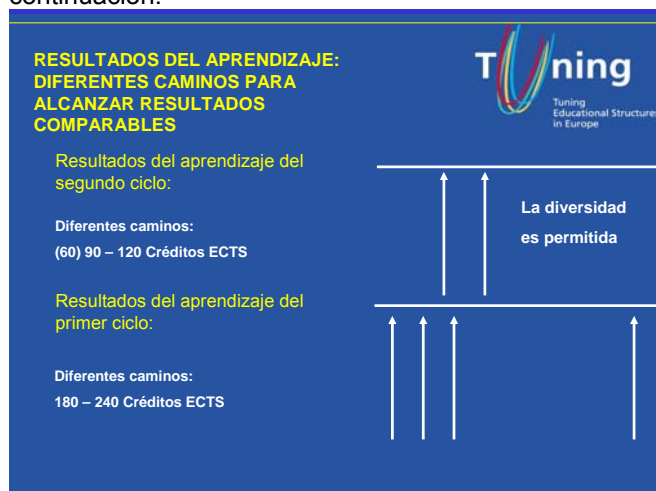 continuación.
RESULTADOS DEL APRENDIZAJE:
DIFERENTES CAMINOS PARA
ALCANZAR RESULTADOS
COMPARABLES
Tuning
Tuning
Educational Structures
in Europe
Resultados del aprendizaje del
segundo ciclo:
La diversidad
es permitida
Diferentes caminos:
(60) 90 – 120 Créditos ECTS
Resultados del aprendizaje del
primer ciclo:
Diferentes caminos:
180 – 240 Créditos ECTS